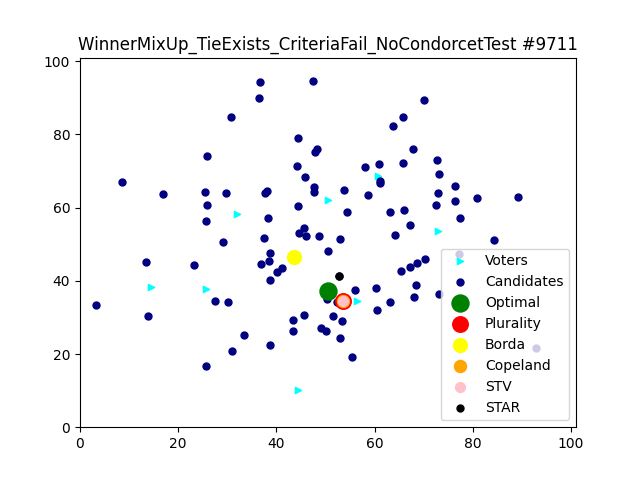 WinnerMixUp_TieExists_CriteriaFail_NoCondorcetTest #9711
100
80
60
40
20
0
0 20 40 60 80 100
Voters
Candidates
Optimal
Plurality
Borda
Copeland
STV
STAR